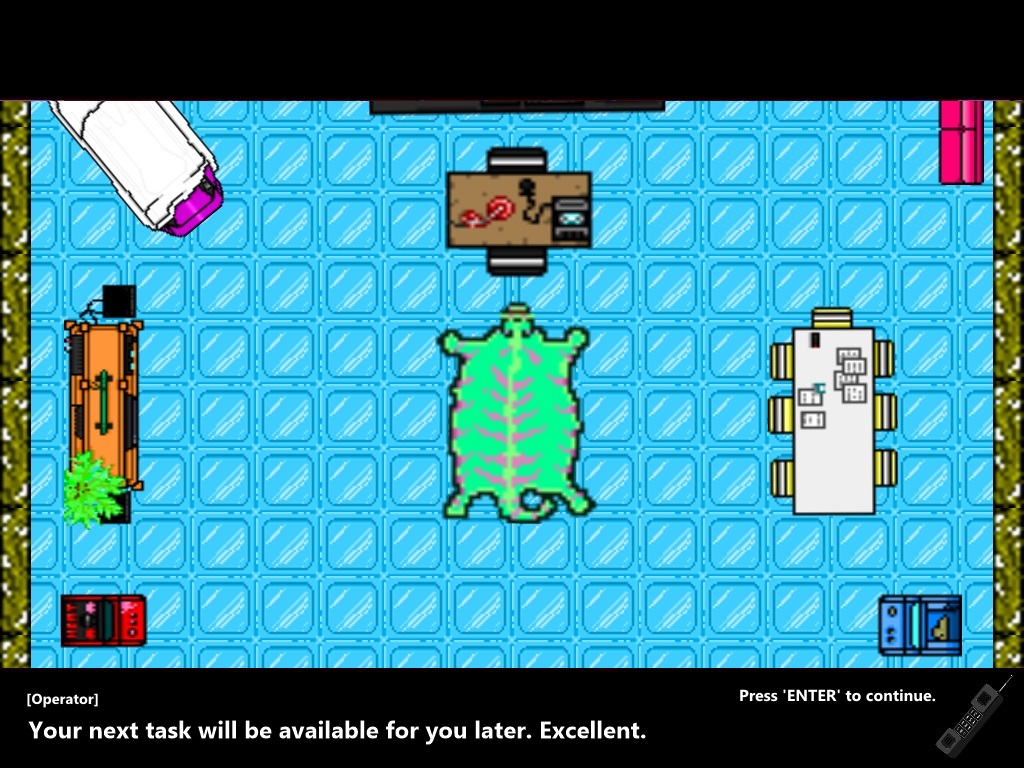 [Operator]
Press 'ENTER' to continue.
Your next task will be available for you later. Excellent.